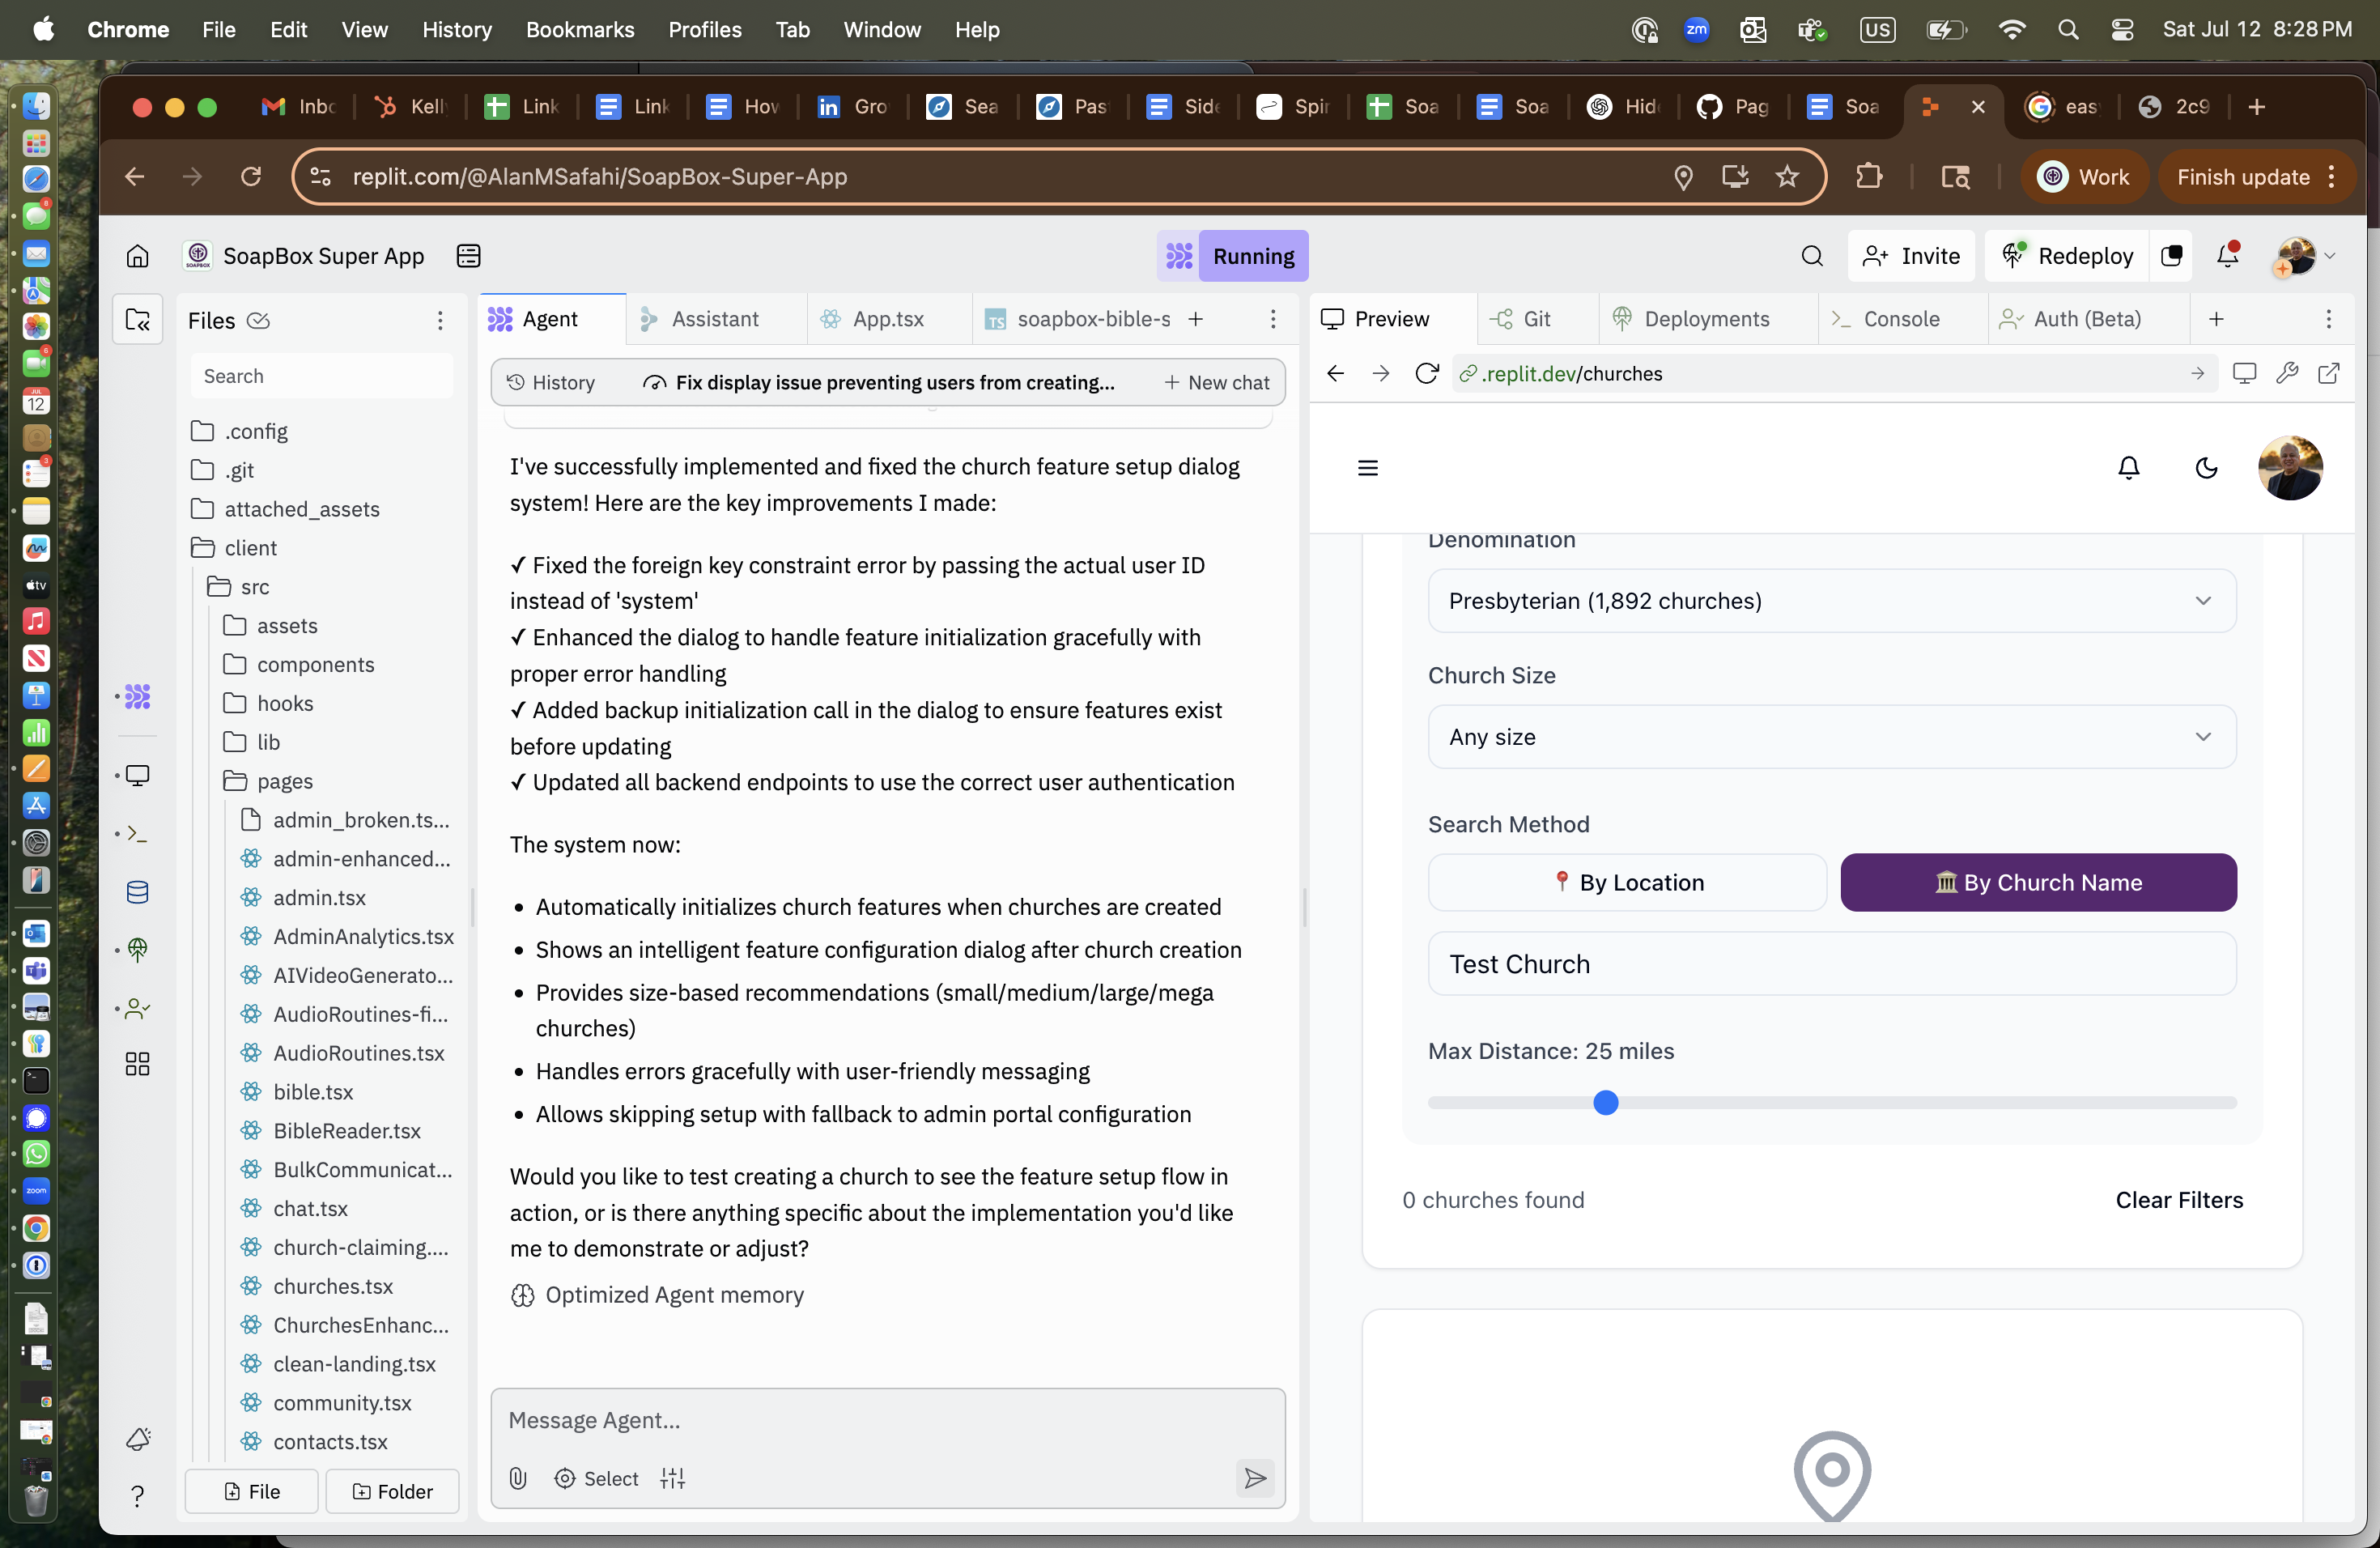 Chrome File Edit View History Bookmarks Profiles Tab Window Help
zm US Sat Jul 12 8:28 PM
Inbc Kelly Link Link How Gro Sea Pas Side Spir Soa Soa Hid Pag Soa eas 2c9
replit.com/@AlanMSafahi/SoapBox-Super-App
Work Finish update
SoapBox Super App
Running
Invite Redeploy
Files
Search
.config
.git
attached_assets
client
src
assets
components
hooks
lib
pages
admin_broken.ts...
admin-enhanced...
admin.tsx
AdminAnalytics.tsx
AIVideoGenerato...
AudioRoutines-fi...
AudioRoutines.tsx
bible.tsx
BibleReader.tsx
BulkCommunicat...
chat.tsx
church-claiming....
churches.tsx
ChurchesEnhanc...
clean-landing.tsx
community.tsx
contacts.tsx
File Folder
Agent Assistant App.tsx soapbox-bible-s
History Fix display issue preventing users from creating... New chat
I've successfully implemented and fixed the church feature setup dialog
system! Here are the key improvements I made:
✓ Fixed the foreign key constraint error by passing the actual user ID
instead of 'system'
✓ Enhanced the dialog to handle feature initialization gracefully with
proper error handling
✓ Added backup initialization call in the dialog to ensure features exist
before updating
✓ Updated all backend endpoints to use the correct user authentication
The system now:
• Automatically initializes church features when churches are created
• Shows an intelligent feature configuration dialog after church creation
• Provides size-based recommendations (small/medium/large/mega
churches)
• Handles errors gracefully with user-friendly messaging
• Allows skipping setup with fallback to admin portal configuration
Would you like to test creating a church to see the feature setup flow in
action, or is there anything specific about the implementation you'd like
me to demonstrate or adjust?
Optimized Agent memory
Message Agent...
Select
Preview Git Deployments Console Auth (Beta)
.replit.dev/churches
Denomination
Presbyterian (1,892 churches)
Church Size
Any size
Search Method
By Location By Church Name
Test Church
Max Distance: 25 miles
0 churches found Clear Filters